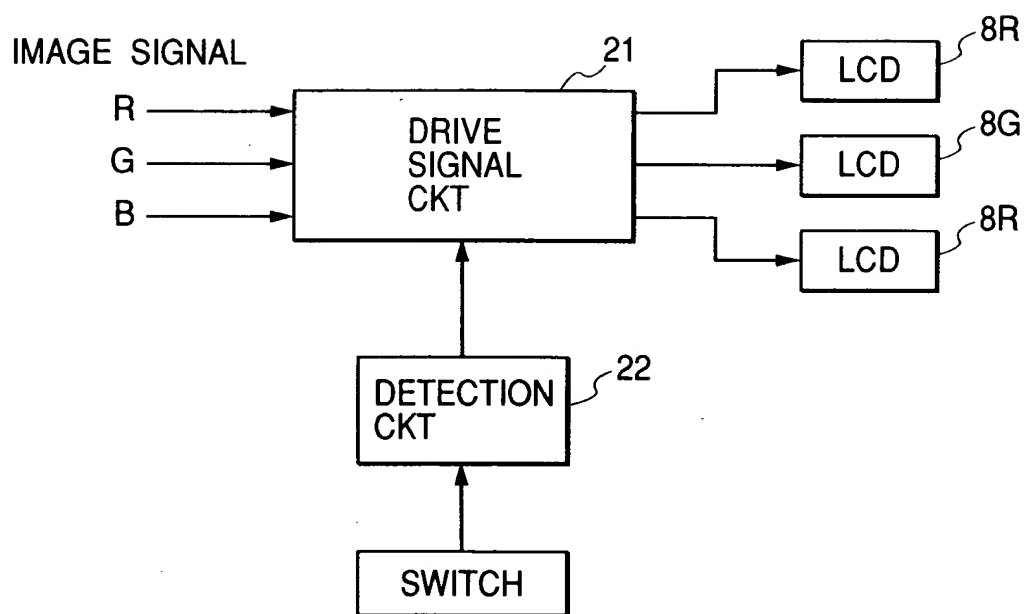 IMAGE SIGNAL
R
G
B
21
DRIVE
SIGNAL
CKT
8R
LCD
8G
LCD
8R
LCD
22
DETECTION
CKT
SWITCH